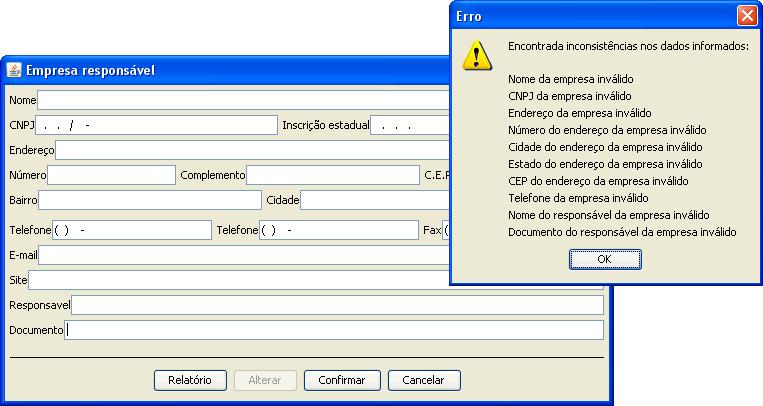 Erro
Encontrada inconsistências nos dados informados:
Nome da empresa inválido
CNPJ da empresa inválido
Endereço da empresa inválido
Número do endereço da empresa inválido
Cidade do endereço da empresa inválido
Estado do endereço da empresa inválido
CEP do endereço da empresa inválido
Telefone da empresa inválido
Nome do responsável da empresa inválido
Documento do responsável da empresa inválido
OK
Empresa responsável
Nome
CNPJ . . / - Inscrição estadual . . .
Endereço
Número Complemento C.E.P
Bairro Cidade
Telefone ( ) - Telefone ( ) - Fax (
E-mail
Site
Responsavel
Documento
Relatório Alterar Confirmar Cancelar